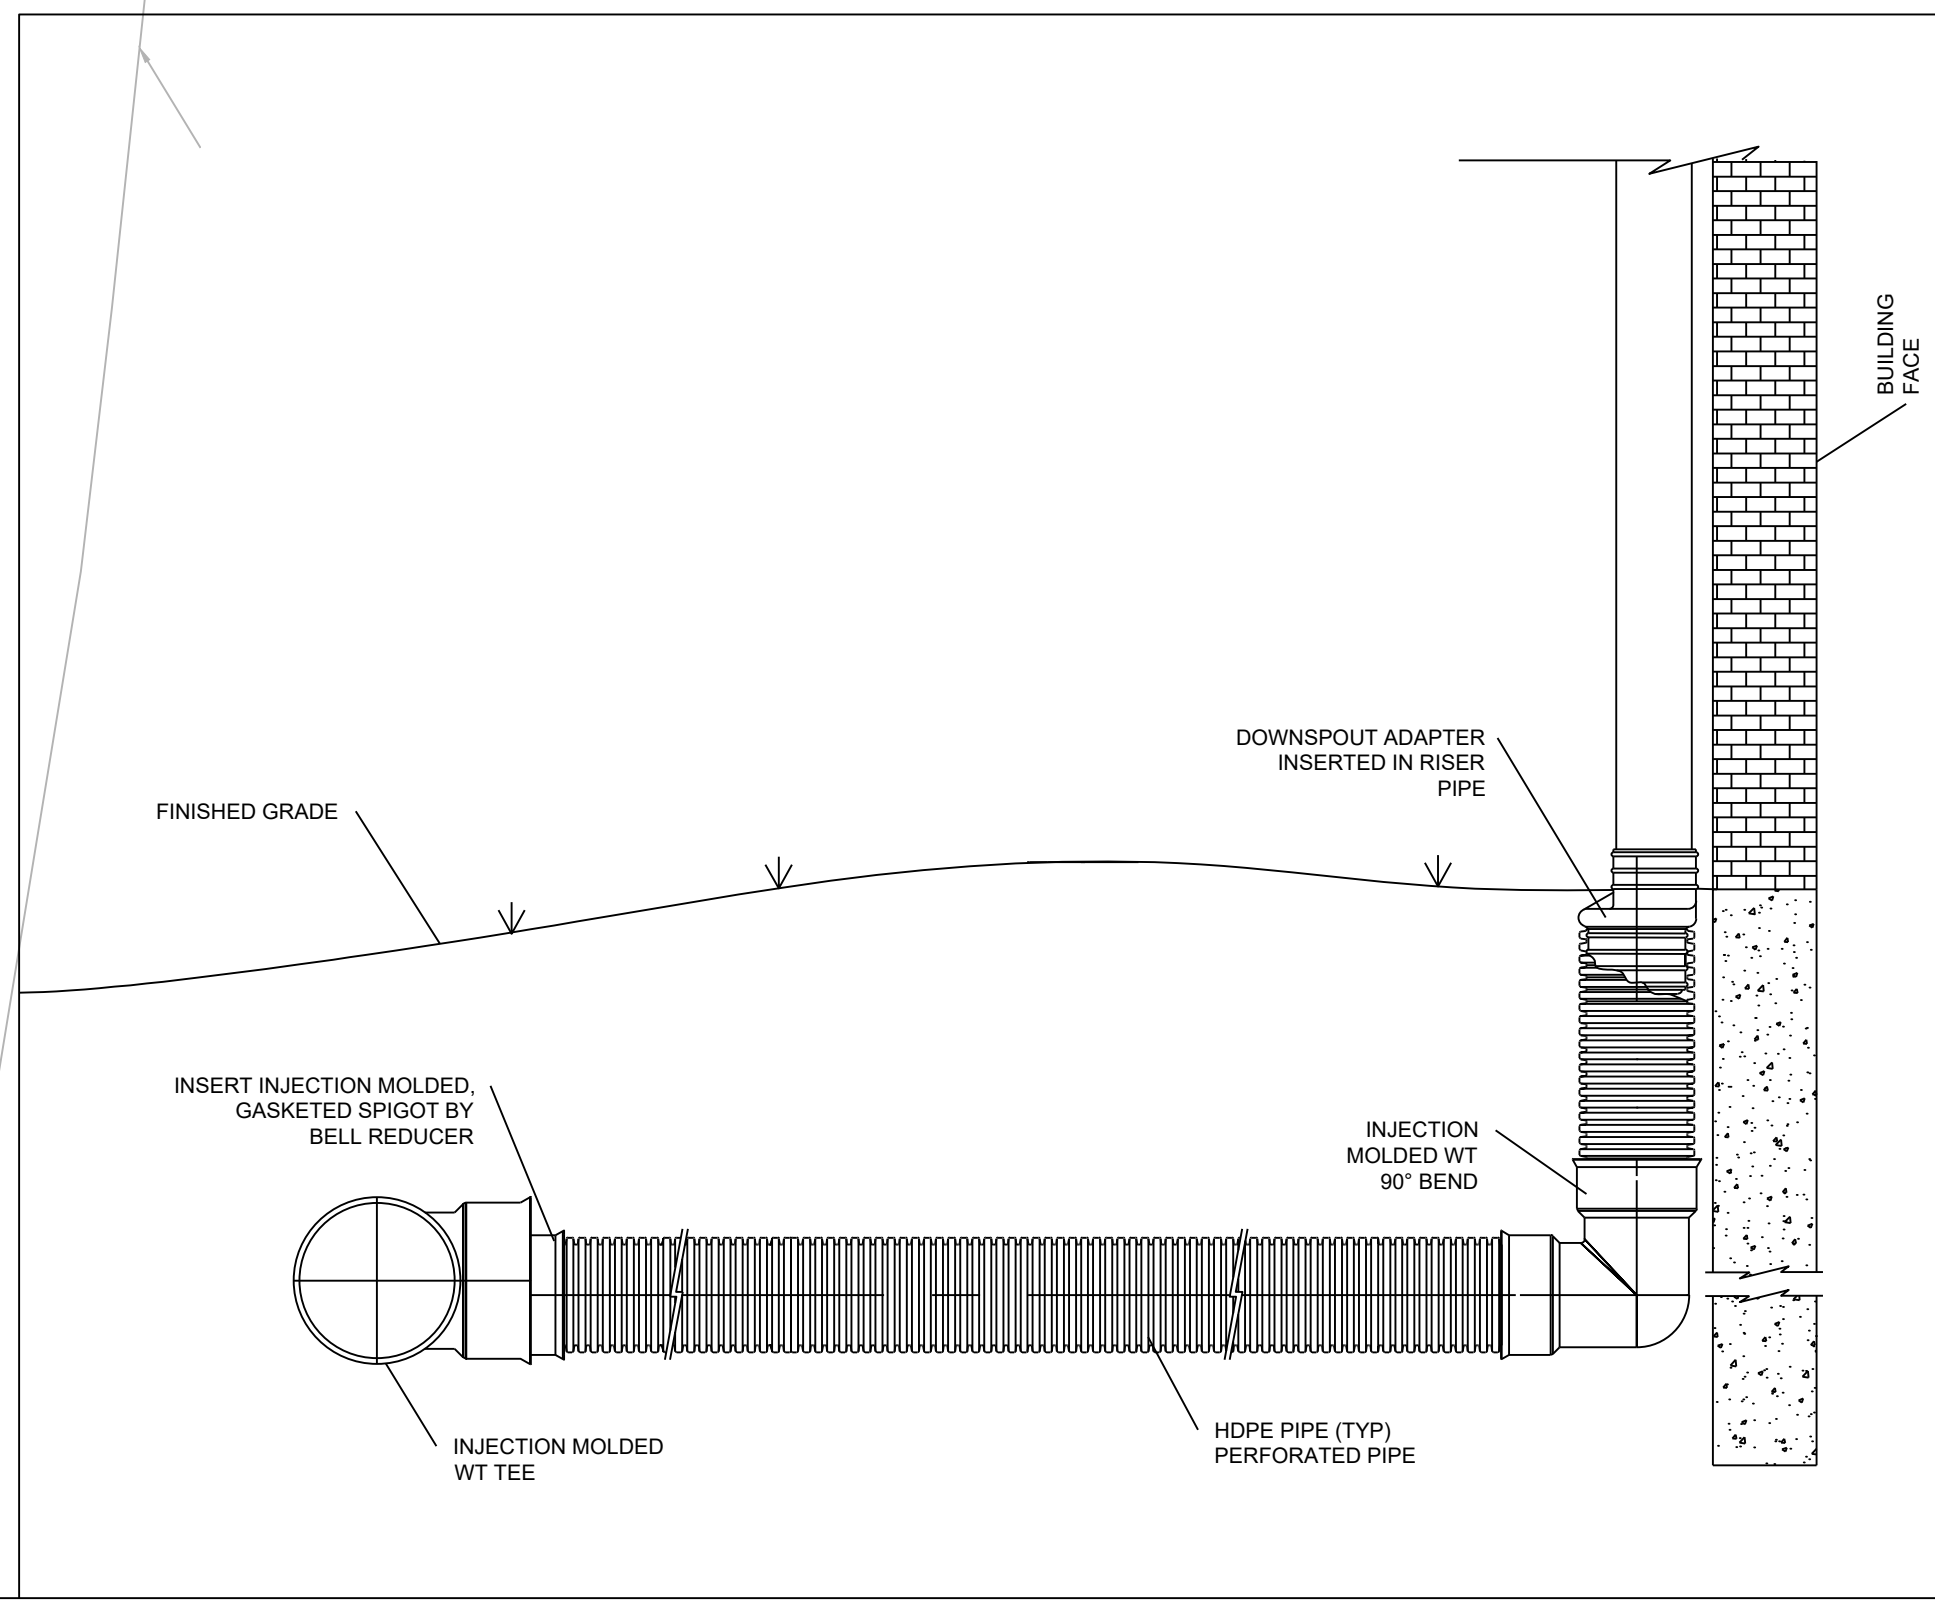 BUILDING
FACE
DOWNSPOUT ADAPTER
INSERTED IN RISER
PIPE
FINISHED GRADE
INSERT INJECTION MOLDED,
GASKETED SPIGOT BY
BELL REDUCER
INJECTION
MOLDED WT
90° BEND
HDPE PIPE (TYP)
PERFORATED PIPE
INJECTION MOLDED
WT TEE